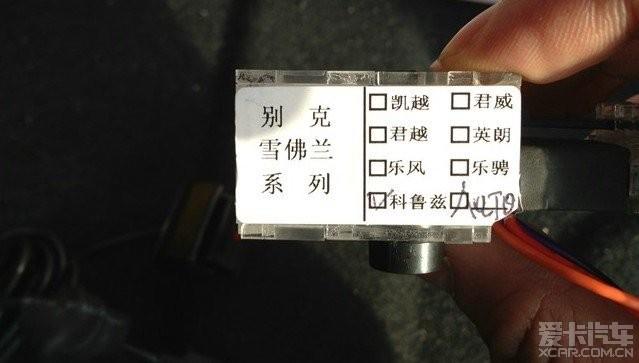 别 克
雪佛兰
系 列
□凯越 □君威
□君越 □英朗
□乐风 □乐骋
☑科鲁兹 □
爱卡汽车
XCAR.COM.CN